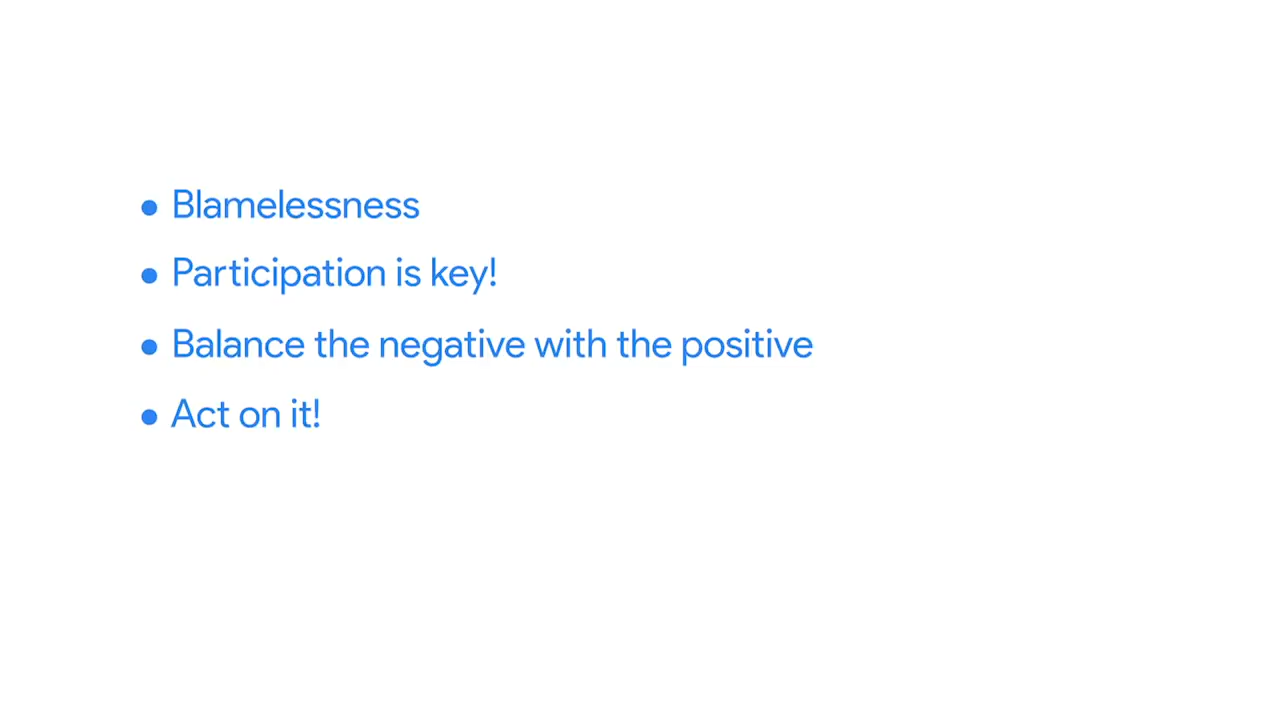 • Blamelessness
• Participation is key!
• Balance the negative with the positive
• Act on it!